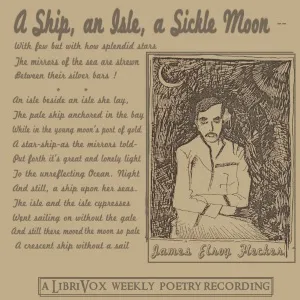 A Ship, an Isle, a Sickle Moon --
With few but with how splendid stars
The mirrors of the sea are strewn
Between their silver bars !
* *
An isle beside an isle she lay,
The pale ship anchored in the bay
While in the young moon's port of gold
A star-ship-as the mirrors told-
Put forth it's great and lonely light
To the unreflecting Ocean. Night
And still, a ship upon her seas.
The isle and the isle cypresses
Went sailing on without the gale
And still there moved the moon so pale
A crescent ship without a sail
James Elroy Flecker
A LIBRIVOX WEEKLY POETRY RECORDING